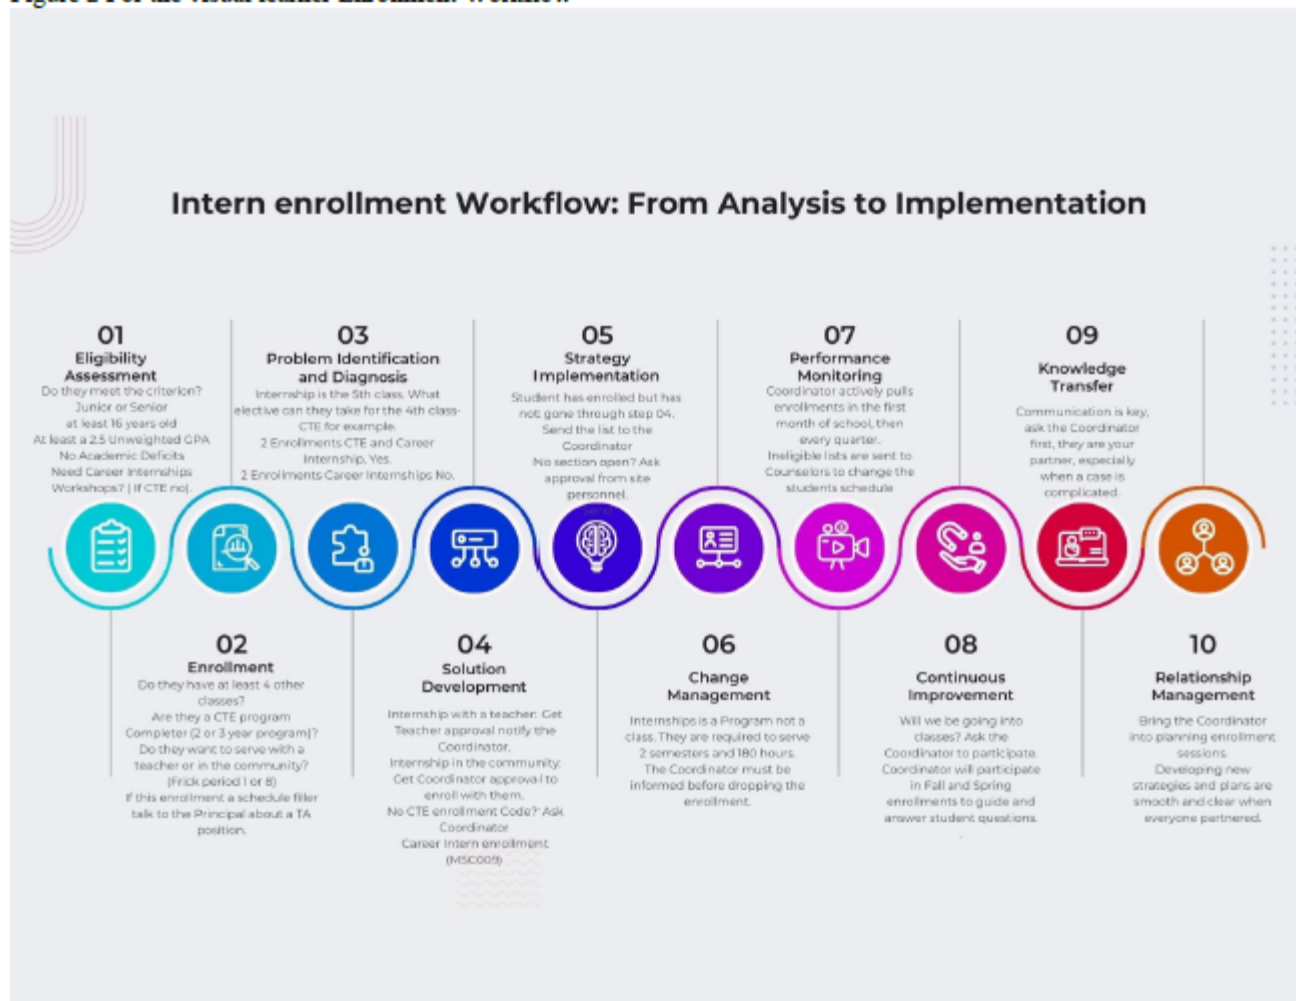 Figure 2 For the visual learner Enrollment Workflow
Intern enrollment Workflow: From Analysis to Implementation
01
Eligibility
Assessment
Do they meet the criterion?
Junior or Senior
at least 16 years old
At least a 2.5 Unweighted GPA
No Academic Deficits
Need Career Internships
Workshops? | If CTE no|.
02
Enrollment
Do they have at least 4 other
classes?
Are they a CTE program
Completer (2 or 3 year program)?
Do they want to serve with a
teacher or in the community?
(Frick period 1 or 8)
If this enrollment a schedule filler
talk to the Principal about a TA
position.
03
Problem Identification
and Diagnosis
Internship is the 5th class. What
elective can they take for the 4th class-
CTE for example.
2 Enrollments CTE and Career
Internship, Yes.
2 Enrollments Career Internships No.
04
Solution
Development
Internship with a teacher: Get
Teacher approval notify the
Coordinator.
Internship in the community:
Get Coordinator approval to
enroll with them.
No CTE enrollment Code? Ask
Coordinator
Career Intern enrollment
(MSC009)
05
Strategy
Implementation
Student has enrolled but has
not gone through step 04.
Send the list to the
Coordinator
No section open? Ask
approval from site
personnel.
Send
06
Change
Management
Internships is a Program not a
class. They are required to serve
2 semesters and 180 hours.
The Coordinator must be
informed before dropping the
enrollment.
07
Performance
Monitoring
Coordinator actively pulls
enrollments in the first
month of school, then
every quarter.
Ineligible lists are sent to
Counselors to change the
students schedule
08
Continuous
Improvement
Will we be going into
classes? Ask the
Coordinator to participate.
Coordinator will participate
in Fall and Spring
enrollments to guide and
answer student questions.
.
09
Knowledge
Transfer
Communication is key,
ask the Coordinator
first, they are your
partner, especially
when a case is
complicated.
10
Relationship
Management
Bring the Coordinator
into planning enrollment
sessions.
Developing new
strategies and plans are
smooth and clear when
everyone partnered.